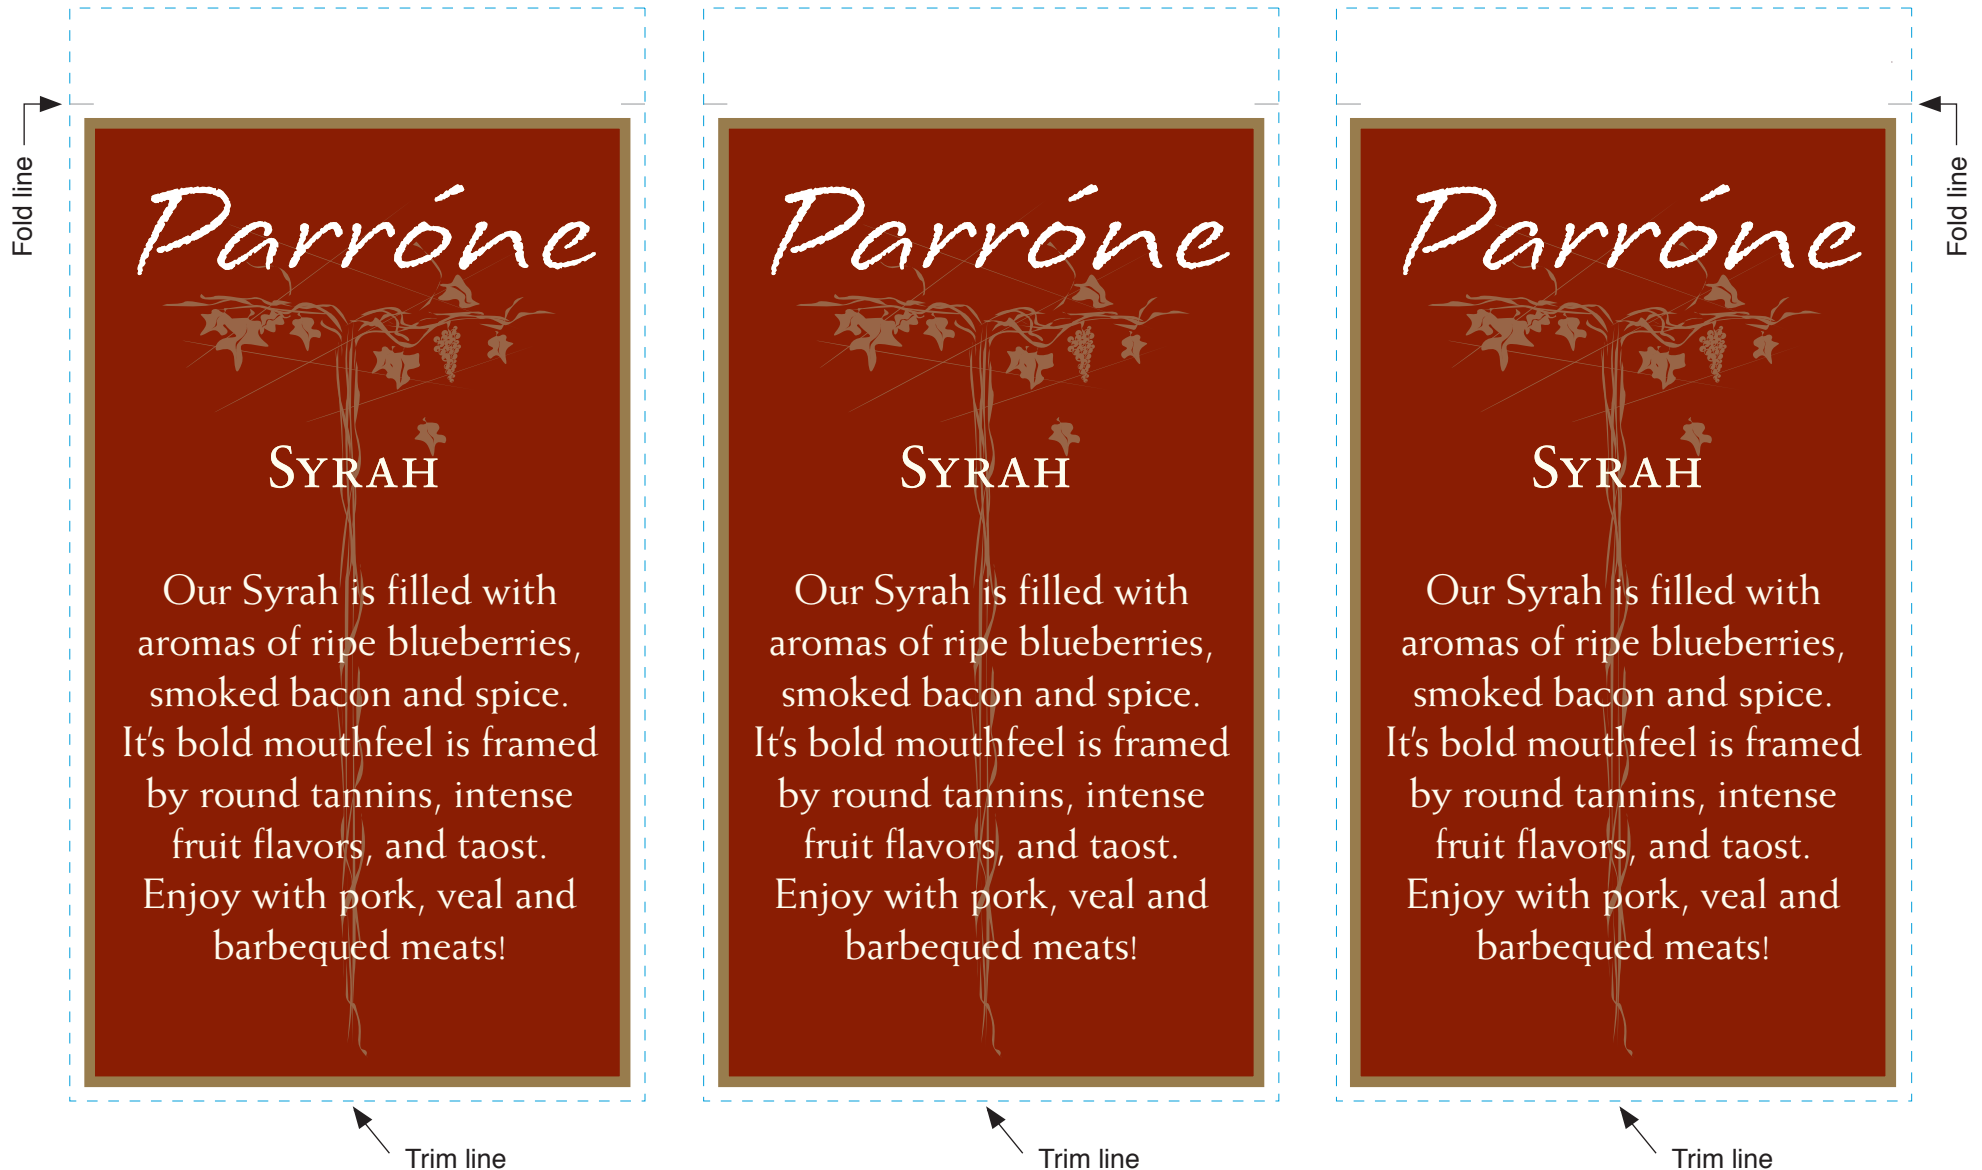 Fold line
Parróne
SYRAH
Our Syrah is filled with
aromas of ripe blueberries,
smoked bacon and spice.
It's bold mouthfeel is framed
by round tannins, intense
fruit flavors, and taost.
Enjoy with pork, veal and
barbequed meats!
Trim line
Parróne
SYRAH
Our Syrah is filled with
aromas of ripe blueberries,
smoked bacon and spice.
It's bold mouthfeel is framed
by round tannins, intense
fruit flavors, and taost.
Enjoy with pork, veal and
barbequed meats!
Trim line
Parróne
SYRAH
Our Syrah is filled with
aromas of ripe blueberries,
smoked bacon and spice.
It's bold mouthfeel is framed
by round tannins, intense
fruit flavors, and taost.
Enjoy with pork, veal and
barbequed meats!
Trim line
Fold line